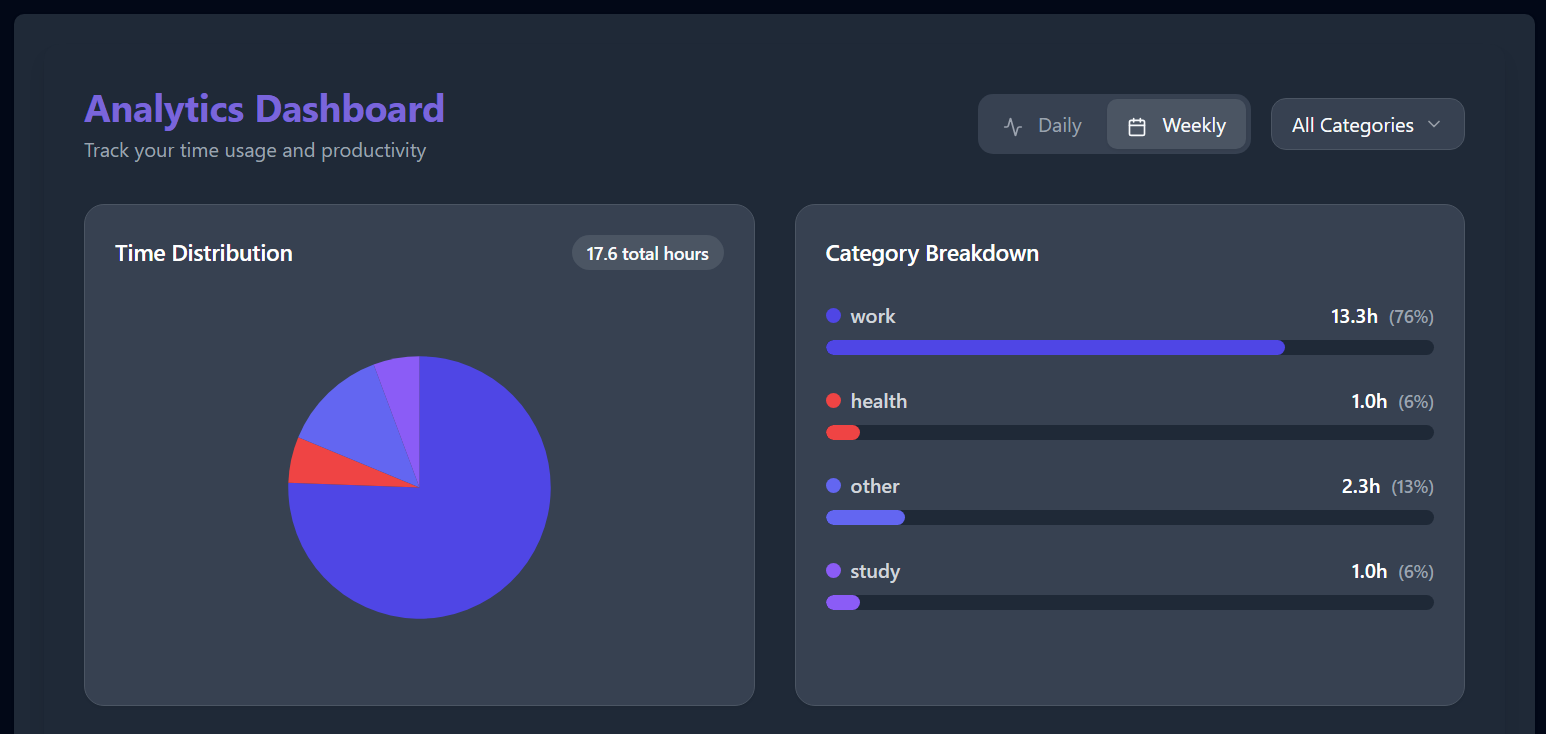 Analytics Dashboard
Track your time usage and productivity
Daily
Weekly
All Categories
Time Distribution
17.6 total hours
Category Breakdown
work
13.3h (76%)
health
1.0h (6%)
other
2.3h (13%)
study
1.0h (6%)